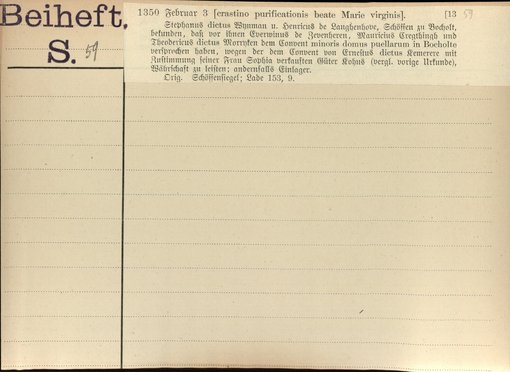 Beiheft,
S. 59
1350 Februar 3 [crastino purificationis beate Marie virginis]. [13 59
Stephanus dictus Wynman u. Henricus de Langhenhove, Schöffen zu Bocholt,
bekunden, daß vor ihnen Everwinus de Zevenheren, Mauricius Cregthingh und
Theodericus dictus Morryken dem Convent minoris domus puellarum in Bocholte
versprochen haben, wegen der dem Convent von Ernestus dictus Kemerere mit
Zustimmung seiner Frau Sophia verkauften Güter Kohus (vergl. vorige Urkunde),
Währschaft zu leisten; andernfalls Einlager.
Orig. Schöffensiegel; Lade 153, 9.